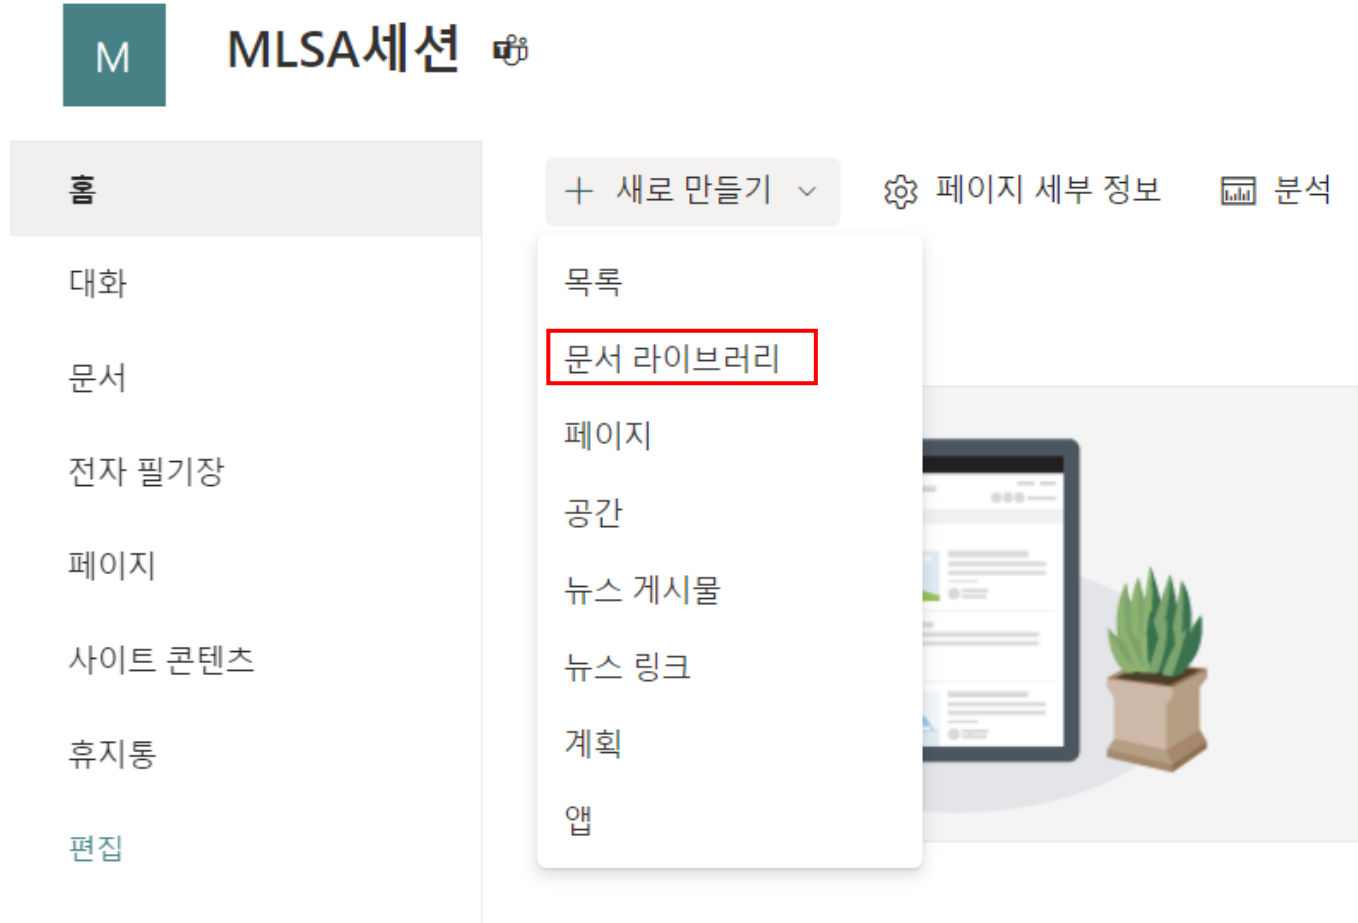 M
MLSA세션
홈
대화
문서
전자 필기장
페이지
사이트 콘텐츠
휴지통
편집
+ 새로 만들기
페이지 세부 정보
분석
목록
문서 라이브러리
페이지
공간
뉴스 게시물
뉴스 링크
계획
앱